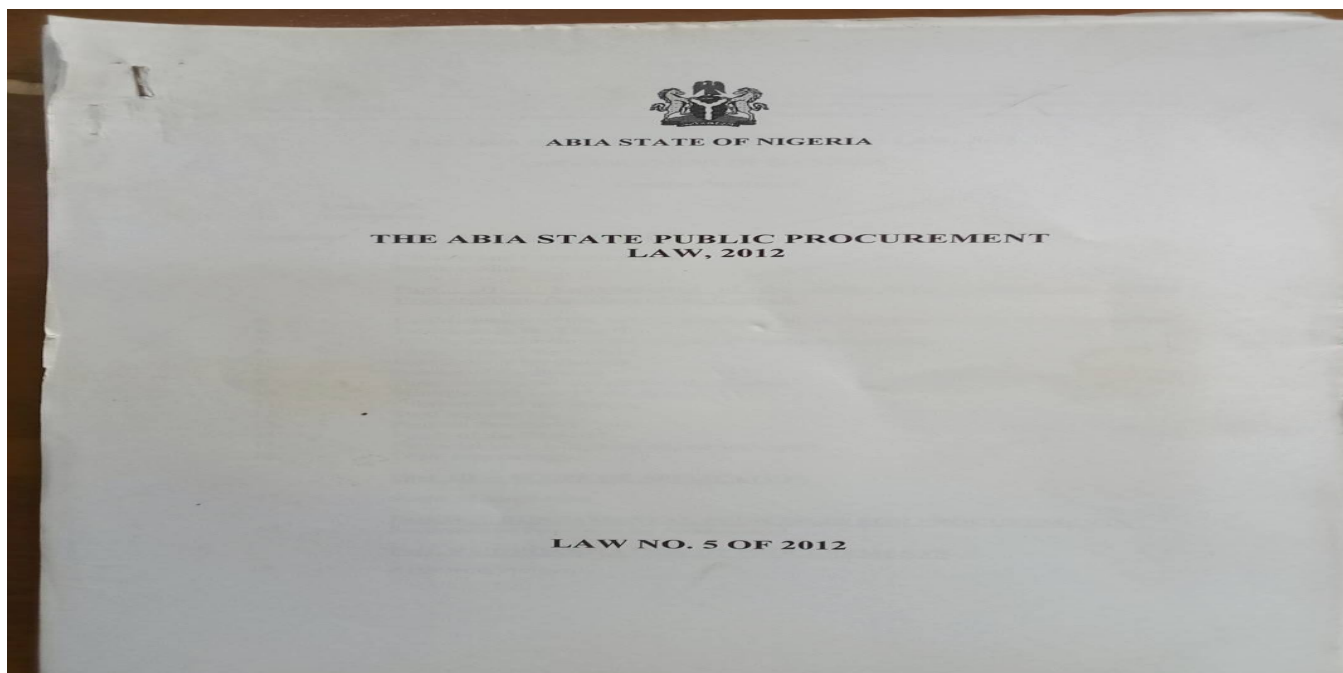 ABIA STATE OF NIGERIA
THE ABIA STATE PUBLIC PROCUREMENT
LAW, 2012
LAW NO. 5 OF 2012